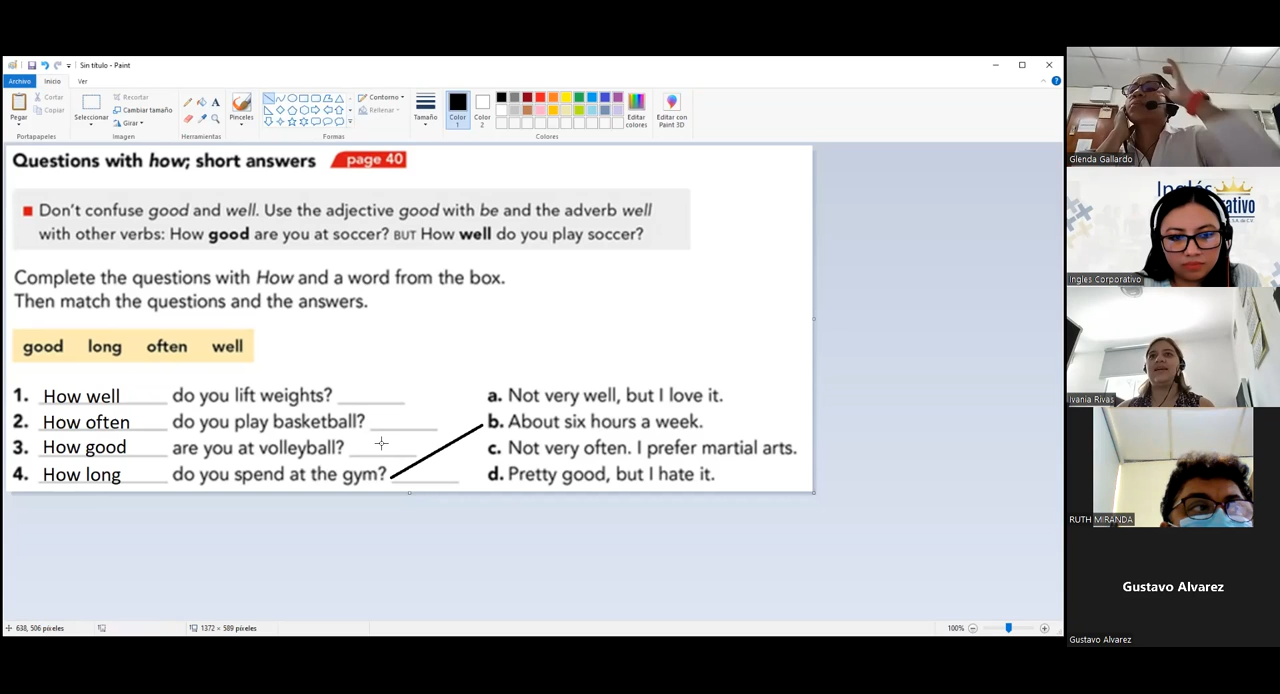 Sin título - Paint
Archivo
Inicio
Ver
Pegar
Cortar
Copiar
Portapapeles
Seleccionar
Recortar
Cambiar tamaño
Girar
Imagen
A
Herramientas
Pinceles
Contorno
Rellenar
Formas
Tamaño
Color 1
Color 2
Editar colores
Editar con Paint 3D
Colores
Questions with how; short answers page 40
Don't confuse good and well. Use the adjective good with be and the adverb well
with other verbs: How good are you at soccer? BUT How well do you play soccer?
Complete the questions with How and a word from the box.
Then match the questions and the answers.
good long often well
1. How well do you lift weights?
2. How often do you play basketball?
3. How good are you at volleyball?
4. How long do you spend at the gym?
a. Not very well, but I love it.
b. About six hours a week.
c. Not very often. I prefer martial arts.
d. Pretty good, but I hate it.
638, 506 píxeles
1372 × 589 píxeles
100%
Glenda Gallardo
Ingles Corporativo
Ivania Rivas
RUTH MIRANDA
Gustavo Alvarez
Gustavo Alvarez